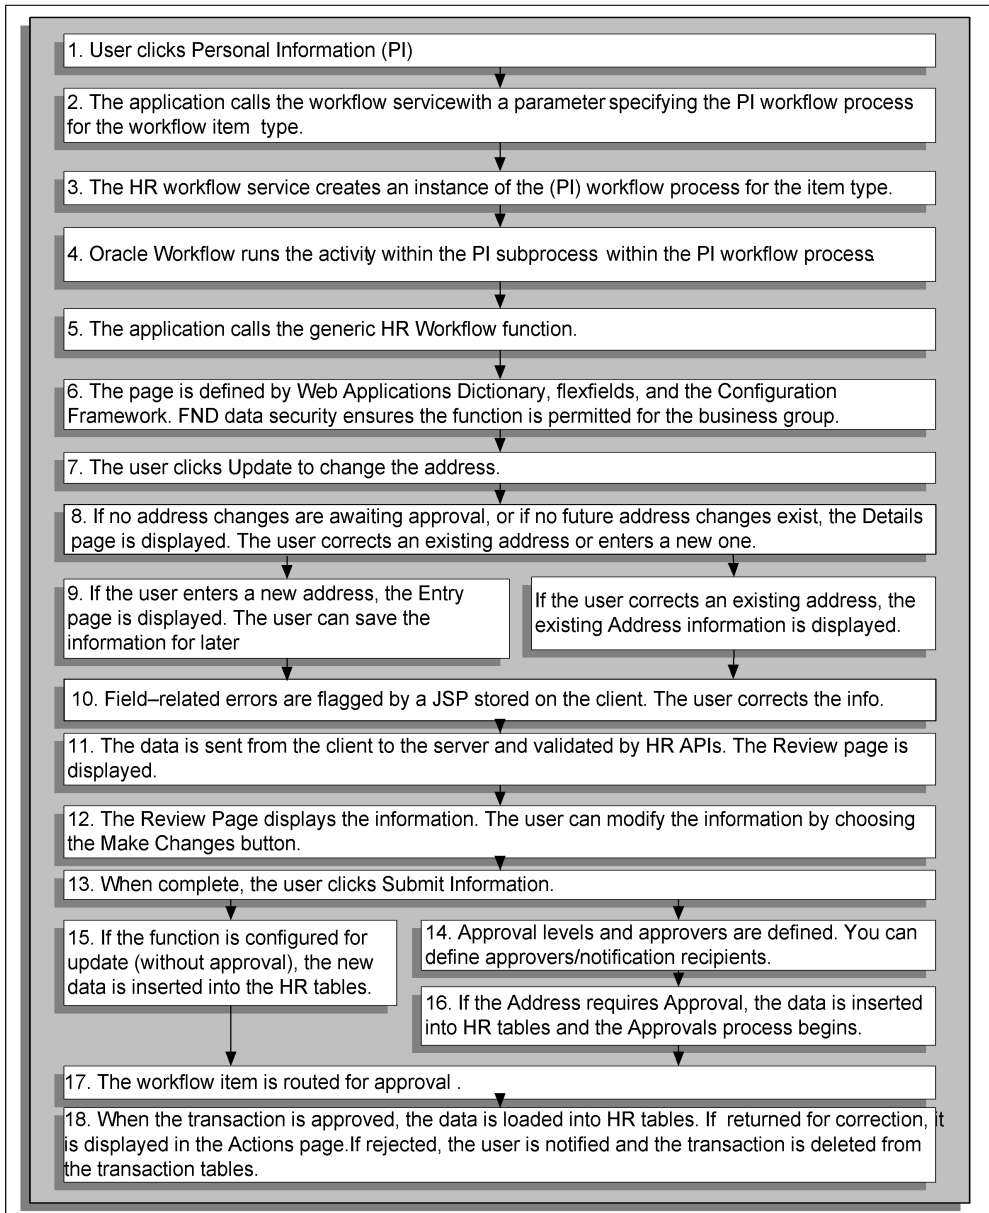 1. User clicks Personal Information (PI)
2. The application calls the workflow servicewith a parameter specifying the PI workflow process
for the workflow item type.
3. The HR workflow service creates an instance of the (PI) workflow process for the item type.
4. Oracle Workflow runs the activity within the PI subprocess within the PI workflow process.
5. The application calls the generic HR Workflow function.
6. The page is defined by Web Applications Dictionary, flexfields, and the Configuration
Framework. FND data security ensures the function is permitted for the business group.
7. The user clicks Update to change the address.
8. If no address changes are awaiting approval, or if no future address changes exist, the Details
page is displayed. The user corrects an existing address or enters a new one.
9. If the user enters a new address, the Entry
page is displayed. The user can save the
information for later
If the user corrects an existing address, the
existing Address information is displayed.
10. Field–related errors are flagged by a JSP stored on the client. The user corrects the info.
11. The data is sent from the client to the server and validated by HR APIs. The Review page is
displayed.
12. The Review Page displays the information. The user can modify the information by choosing
the Make Changes button.
13. When complete, the user clicks Submit Information.
15. If the function is configured for
update (without approval), the new
data is inserted into the HR tables.
14. Approval levels and approvers are defined. You can
define approvers/notification recipients.
16. If the Address requires Approval, the data is inserted
into HR tables and the Approvals process begins.
17. The workflow item is routed for approval .
18. When the transaction is approved, the data is loaded into HR tables. If returned for correction, it
is displayed in the Actions page.If rejected, the user is notified and the transaction is deleted from
the transaction tables.